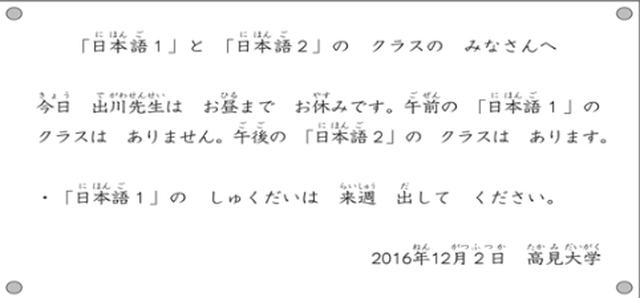 「日本語1」と 「日本語2」の クラスの みなさんへ
今日 出川先生は お昼まで お休みです。午前の 「日本語1」の
クラスは ありません。午後の 「日本語2」の クラスは あります。
・「日本語1」の しゅくだいは 来週 出して ください。
2016年12月2日 高見大学